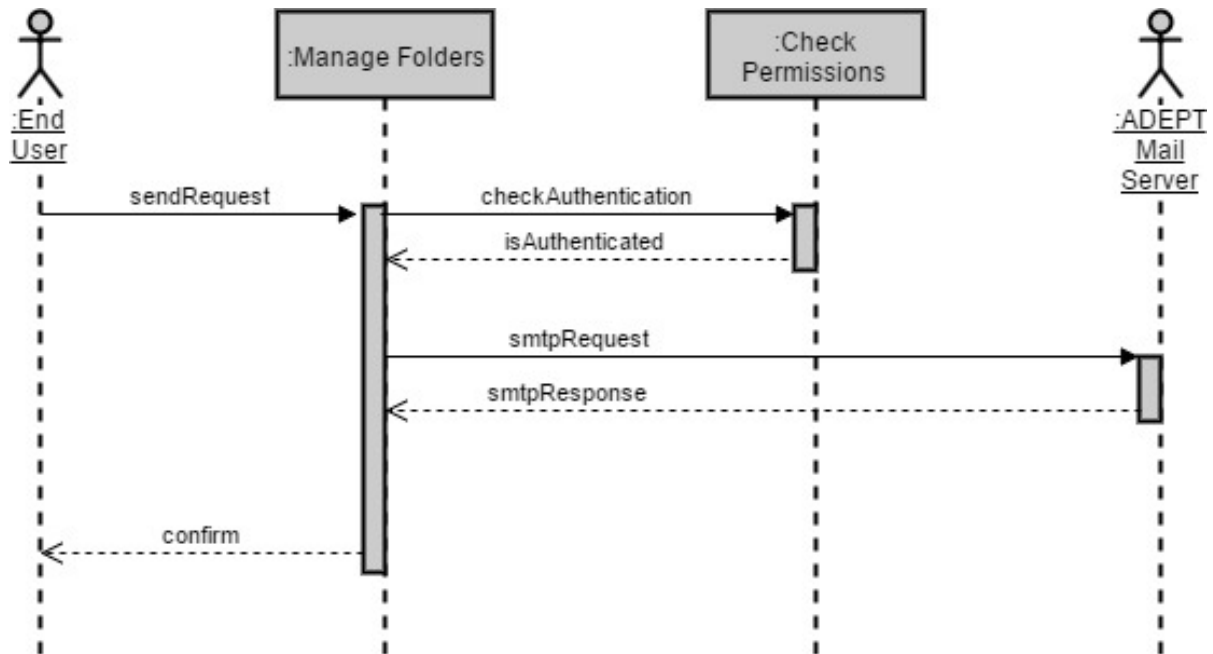 :End
User
:Manage Folders
:Check
Permissions
:ADEPT
Mail
Server
sendRequest
checkAuthentication
isAuthenticated
smtpRequest
smtpResponse
confirm